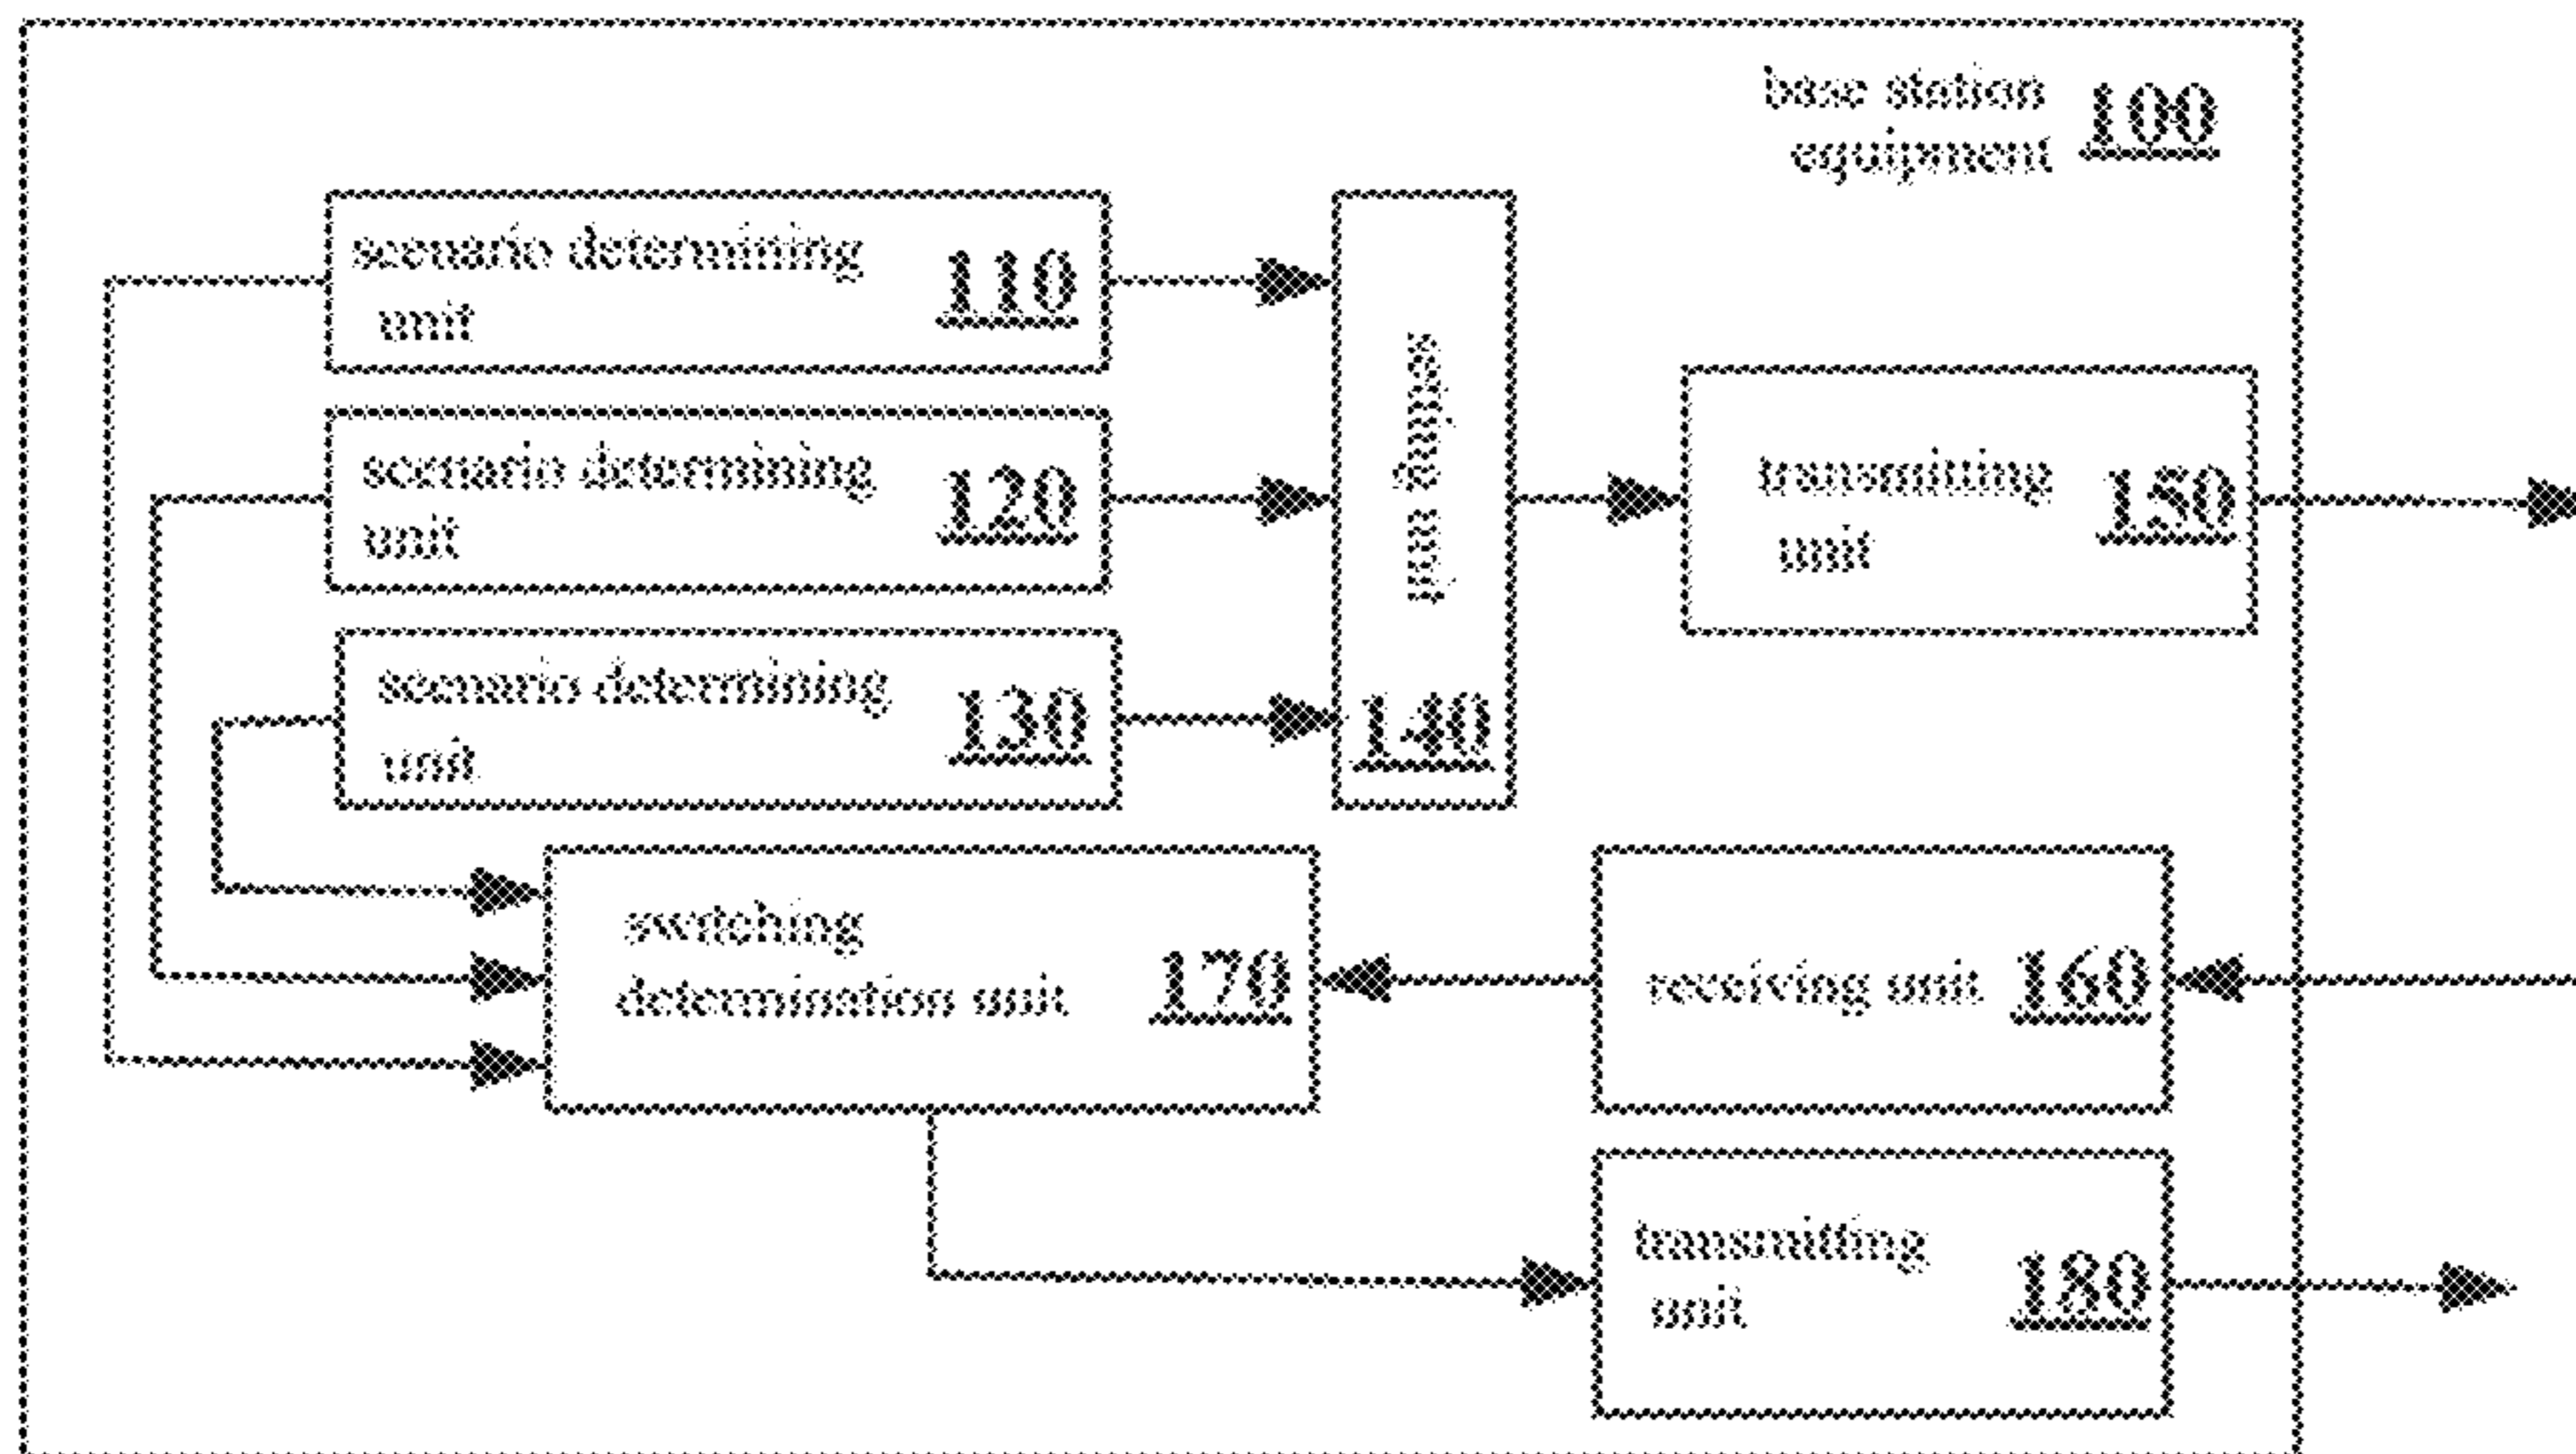 base station 100
equipment
scenario determining 110
unit
scenario determining 120
unit
scenario determining 130
unit
unit
140
transmitting 150
unit
switching
determination unit 170
receiving unit 160
transmitting 180
unit